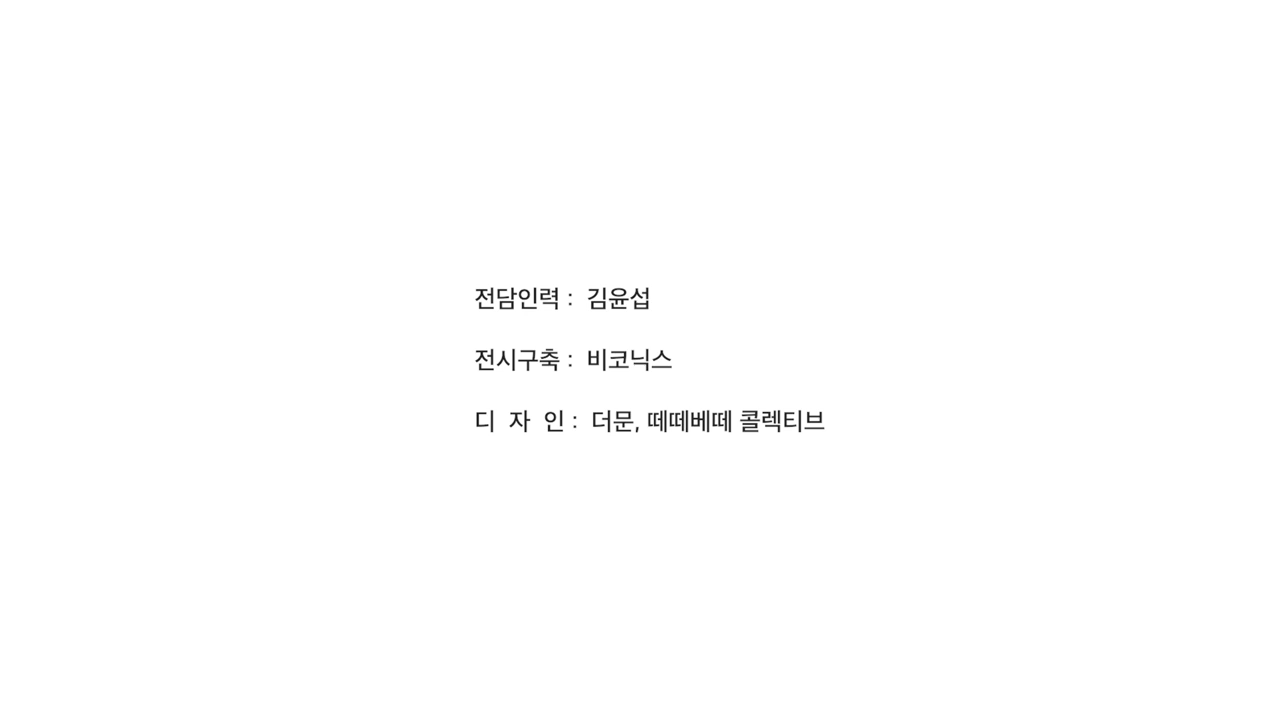 전담인력 : 김윤섭
전시구축 : 비코닉스
디 자 인 : 더문, 떼떼베떼 콜렉티브